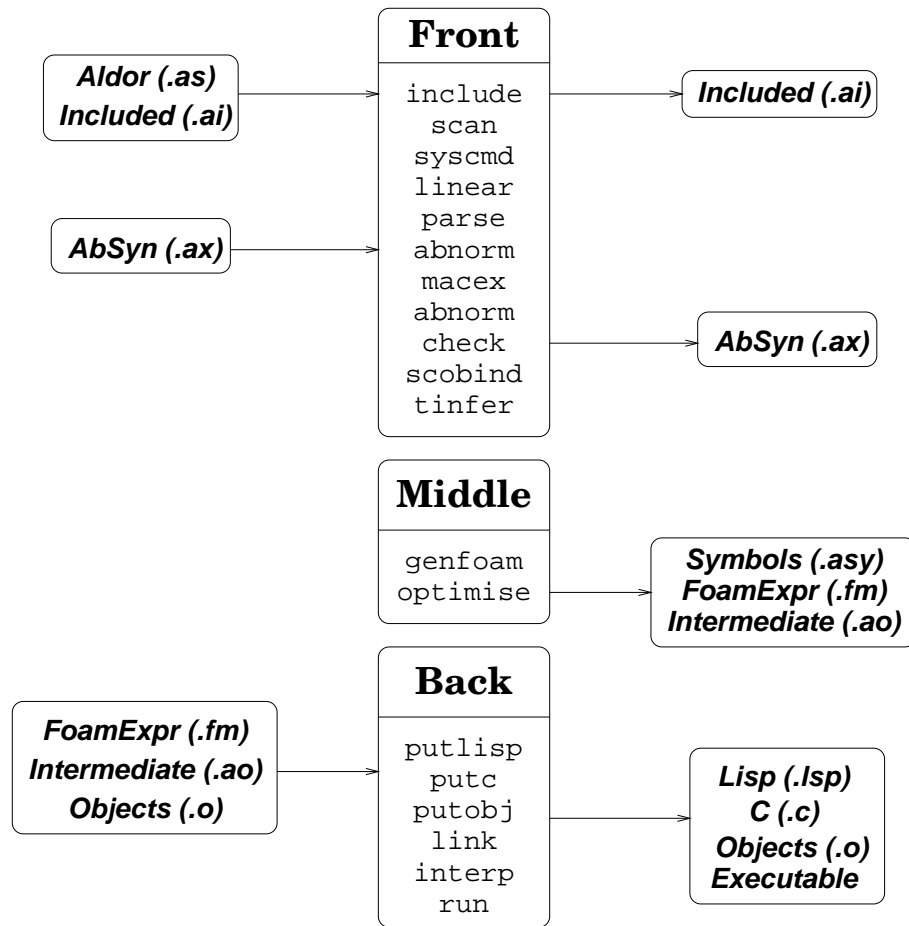 Front
Aldor (.as)
Included (.ai)
include
scan
syscmd
linear
parse
abnorm
macex
abnorm
check
scobind
tinfer
Included (.ai)
AbSyn (.ax)
AbSyn (.ax)
Middle
genfoam
optimise
Symbols (.asy)
FoamExpr (.fm)
Intermediate (.ao)
Back
FoamExpr (.fm)
Intermediate (.ao)
Objects (.o)
putlisp
putc
putobj
link
interp
run
Lisp (.lsp)
C (.c)
Objects (.o)
Executable